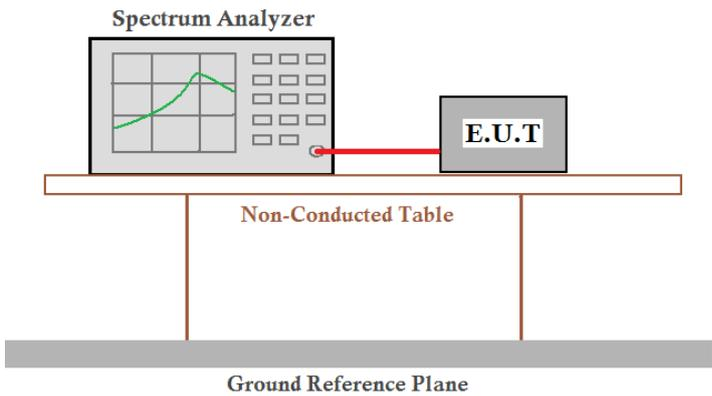 Spectrum Analyzer
E.U.T
Non-Conducted Table
Ground Reference Plane